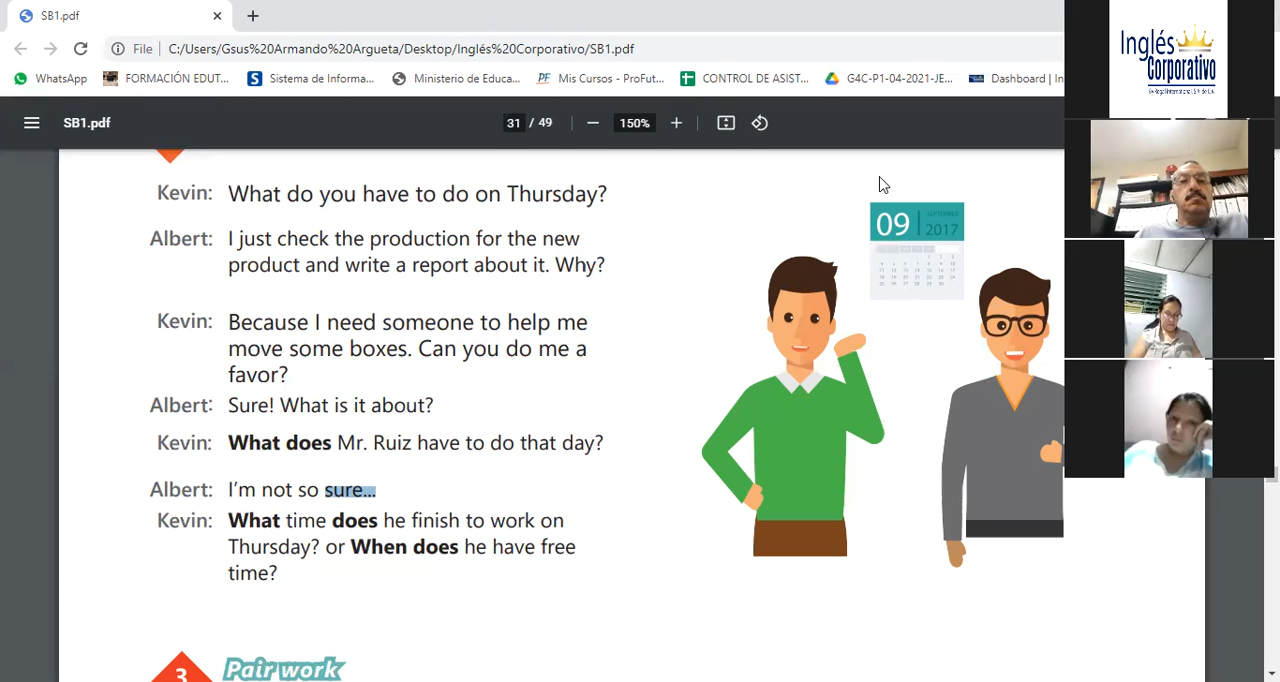 SB1.pdf
File
C:/Users/Gsus%20Armando%20Argueta/Desktop/Inglés%20Corporativo/SB1.pdf
WhatsApp
FORMACIÓN EDUT...
Sistema de Informa...
Ministerio de Educa...
Mis Cursos - ProFut...
CONTROL DE ASIST...
G4C-P1-04-2021-JE...
Dashboard | In
Inglés
Corporativo
SB1.pdf
31 / 49
150%
Kevin: What do you have to do on Thursday?
Albert: I just check the production for the new
product and write a report about it. Why?
Kevin: Because I need someone to help me
move some boxes. Can you do me a
favor?
Albert: Sure! What is it about?
Kevin: What does Mr. Ruiz have to do that day?
Albert: I'm not so sure...
Kevin: What time does he finish to work on
Thursday? or When does he have free
time?
09
SEPTEMBER
2017
3
Pair work